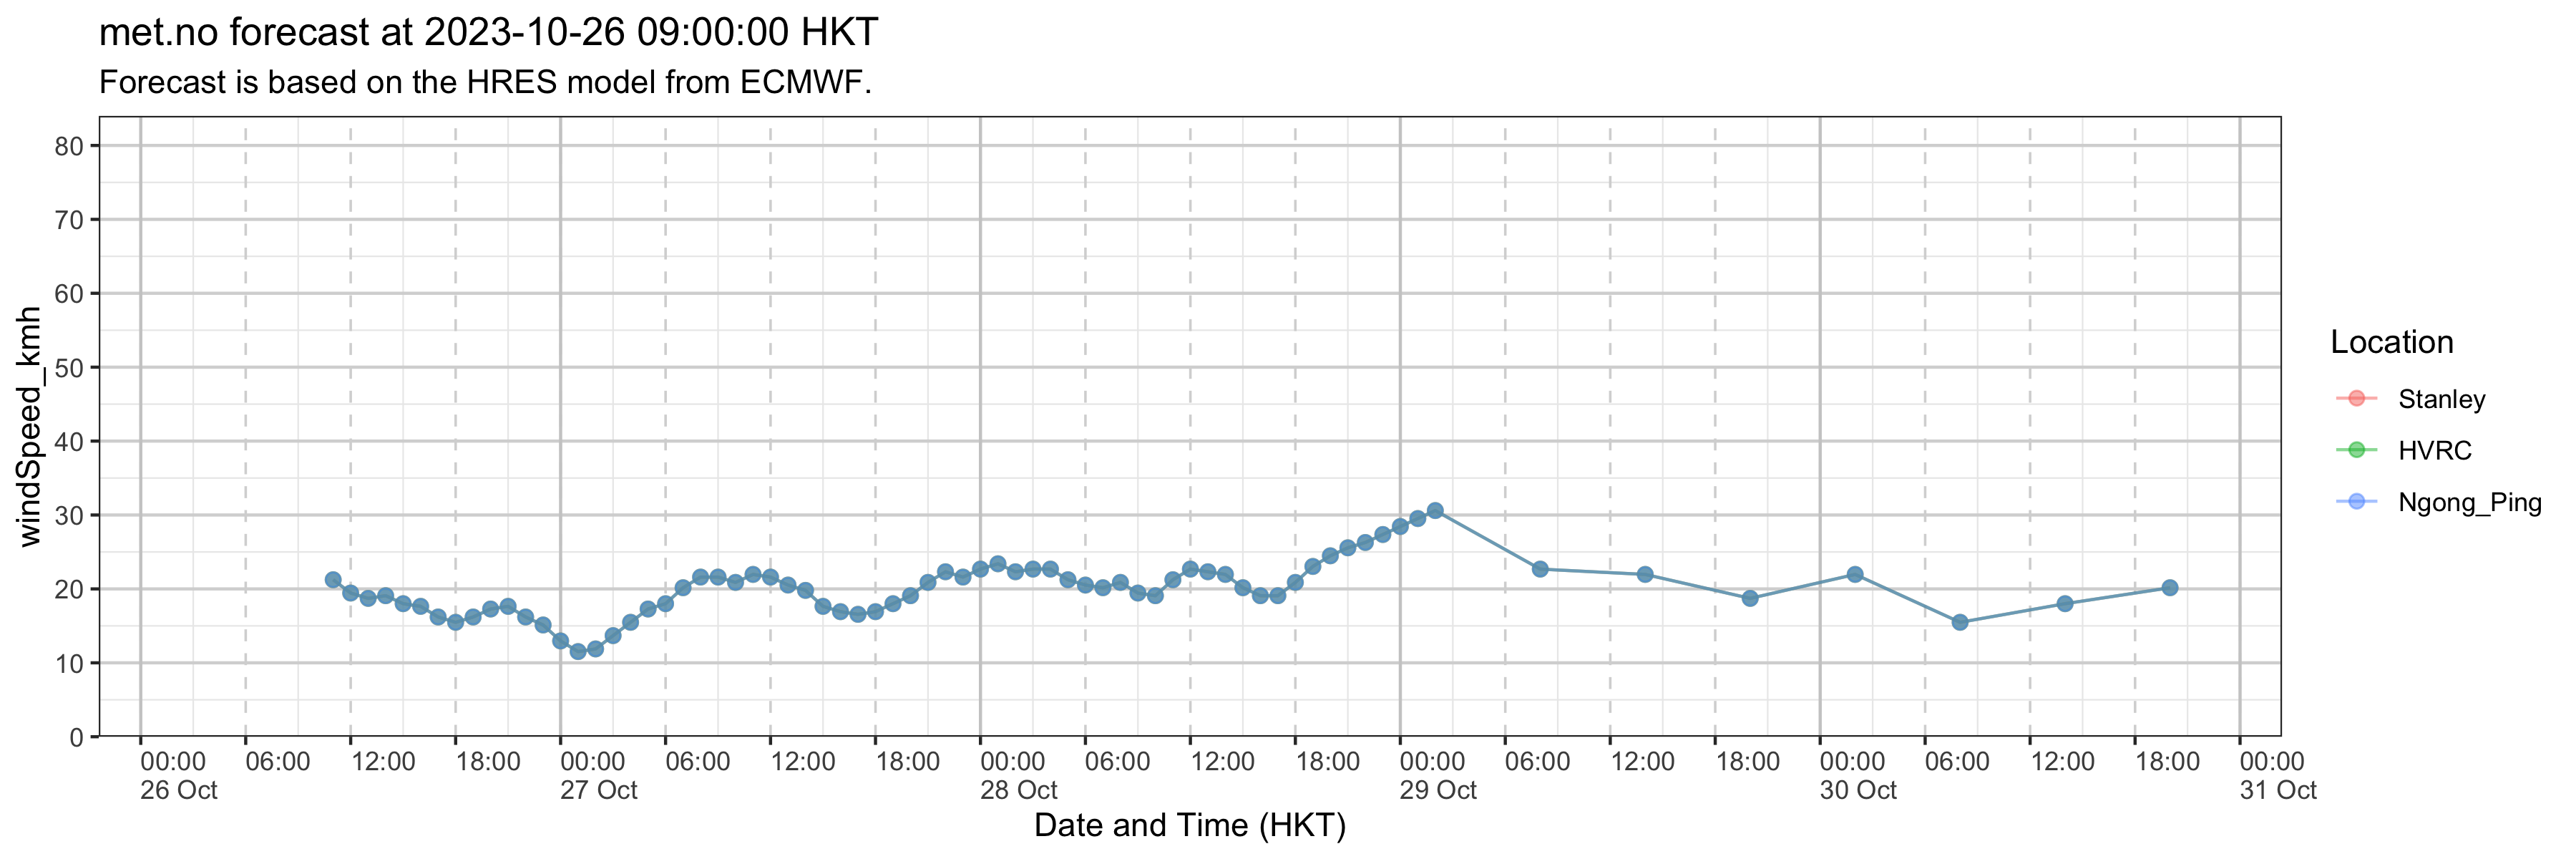 met.no forecast at 2023-10-26 09:00:00 HKT
Forecast is based on the HRES model from ECMWF.
windSpeed_kmh
80
70
60
50
40
30
20
10
0
00:00 06:00 12:00 18:00 00:00 06:00 12:00 18:00 00:00 06:00 12:00 18:00 00:00 06:00 12:00 18:00 00:00 06:00 12:00 18:00 00:00
26 Oct 27 Oct 28 Oct 29 Oct 30 Oct 31 Oct
Date and Time (HKT)
Location
Stanley
HVRC
Ngong_Ping